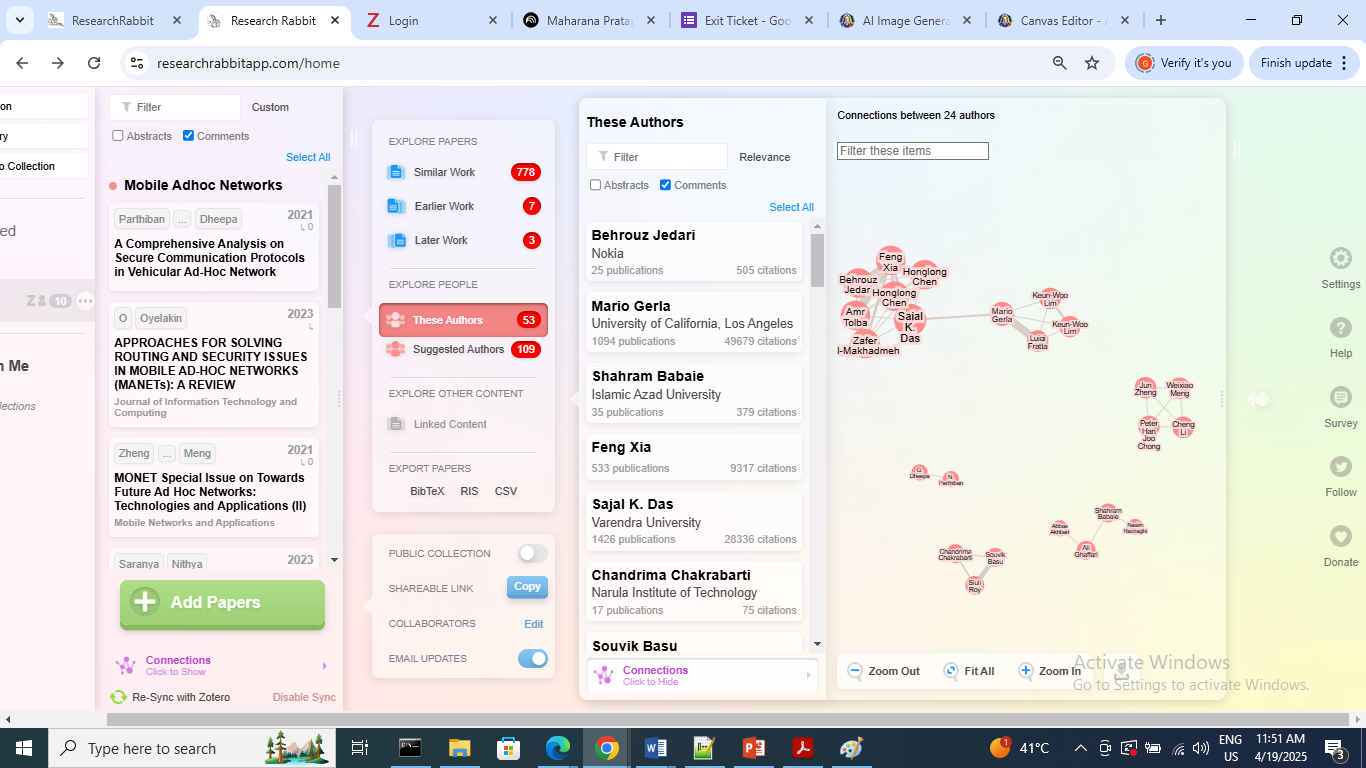 ResearchRabbit
Research Rabbit
Login
Maharana Pratap
Exit Ticket - Goo
AI Image Genera
Canvas Editor - A
researchrabbitapp.com/home
G
Verify it's you
Finish update
on
ry
o Collection
ed
Z 10
n Me
lections
Filter
Custom
Abstracts
Comments
Select All
Mobile Adhoc Networks
Parthiban ... Dheepa 2021
0
A Comprehensive Analysis on
Secure Communication Protocols
in Vehicular Ad-Hoc Network
O Oyelakin 2023
APPROACHES FOR SOLVING
ROUTING AND SECURITY ISSUES
IN MOBILE AD-HOC NETWORKS
(MANETs): A REVIEW
Journal of Information Technology and
Computing
Zheng ... Meng 2021
0
MONET Special Issue on Towards
Future Ad Hoc Networks:
Technologies and Applications (II)
Mobile Networks and Applications
Saranya Nithya 2023
Add Papers
Connections
Click to Show
Re-Sync with Zotero
Disable Sync
EXPLORE PAPERS
Similar Work 778
Earlier Work 7
Later Work 3
EXPLORE PEOPLE
These Authors 53
Suggested Authors 109
EXPLORE OTHER CONTENT
Linked Content
EXPORT PAPERS
BibTeX RIS CSV
PUBLIC COLLECTION
SHAREABLE LINK Copy
COLLABORATORS Edit
EMAIL UPDATES
These Authors
Filter
Relevance
Abstracts
Comments
Select All
Behrouz Jedari
Nokia
25 publications 505 citations
Mario Gerla
University of California, Los Angeles
1094 publications 49679 citations
Shahram Babaie
Islamic Azad University
35 publications 379 citations
Feng Xia
533 publications 9317 citations
Sajal K. Das
Varendra University
1426 publications 28336 citations
Chandrima Chakrabarti
Narula Institute of Technology
17 publications 75 citations
Souvik Basu
Connections
Click to Hide
Connections between 24 authors
Filter these items
Feng
Xia
Honglong
Chen
Behrouz
Jedar
Honglong
Chen
Amr
Tolba
Sajal
K.
Das
Zafer
l-Makhadmeh
Mario
Gerla
Keun-Woo
Lim
Keun-Woo
Lim
Luigi
Fratta
Jun
Zheng
Weixiao
Meng
Peter
Han
Joo
Chong
Cheng
Li
G.
Dheepa
N.
Parthiban
Shahram
Babaie
Abbas
Akhbari
Ali
Ghaffari
Chandrima
Chakrabarti
Souvik
Basu
Siuli
Roy
Zoom Out
Fit All
Zoom In
Activate Windows
Go to Settings to activate Windows.
Settings
Help
Survey
Follow
Donate
Type here to search
41°C
ENG
US
11:51 AM
4/19/2025
3